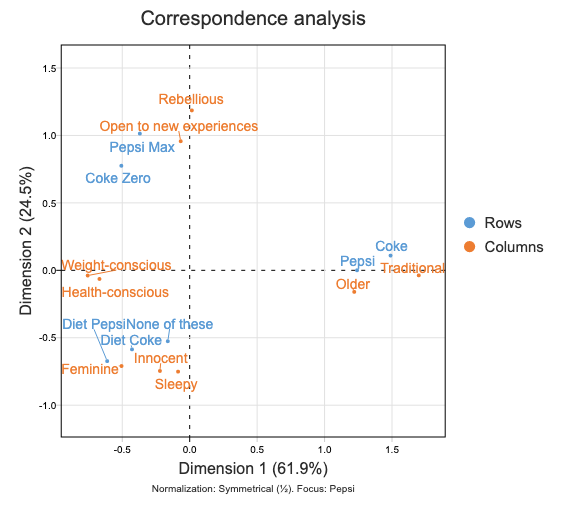 Correspondence analysis
1.5
Rebellious
1.0
Open to new experiences
Pepsi Max
Coke Zero
0.5
Rows
Columns
Coke
Pepsi
Weight-conscious
Traditional
0.0
Older
Health-conscious
Diet Pepsi
None of these
-0.5
Diet Coke
Innocent
Feminine
Sleepy
-1.0
Dimension 2 (24.5%)
-0.5 0.0 0.5 1.0 1.5
Dimension 1 (61.9%)
Normalization: Symmetrical (½). Focus: Pepsi